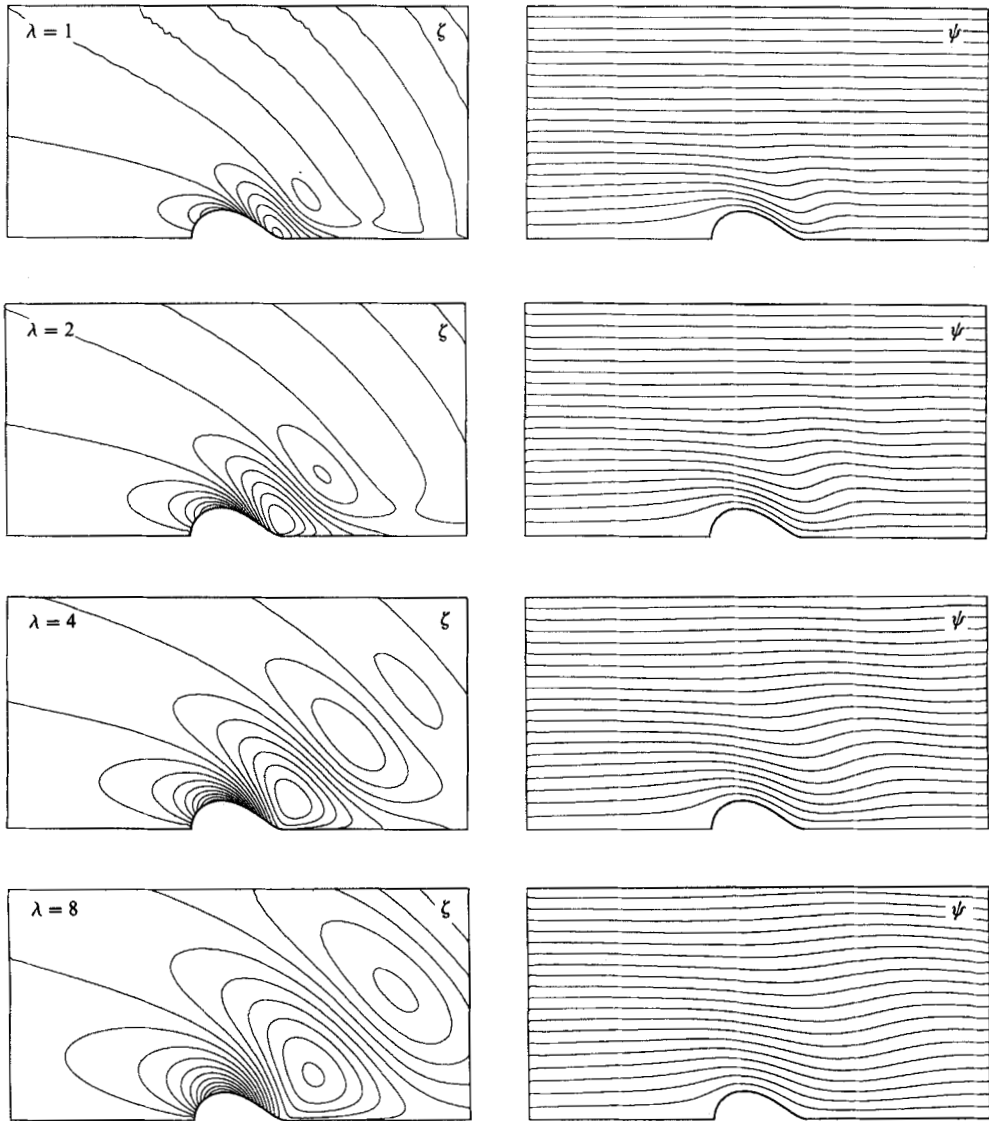 λ = 1 ζ ψ
λ = 2 ζ ψ
λ = 4 ζ ψ
λ = 8 ζ ψ